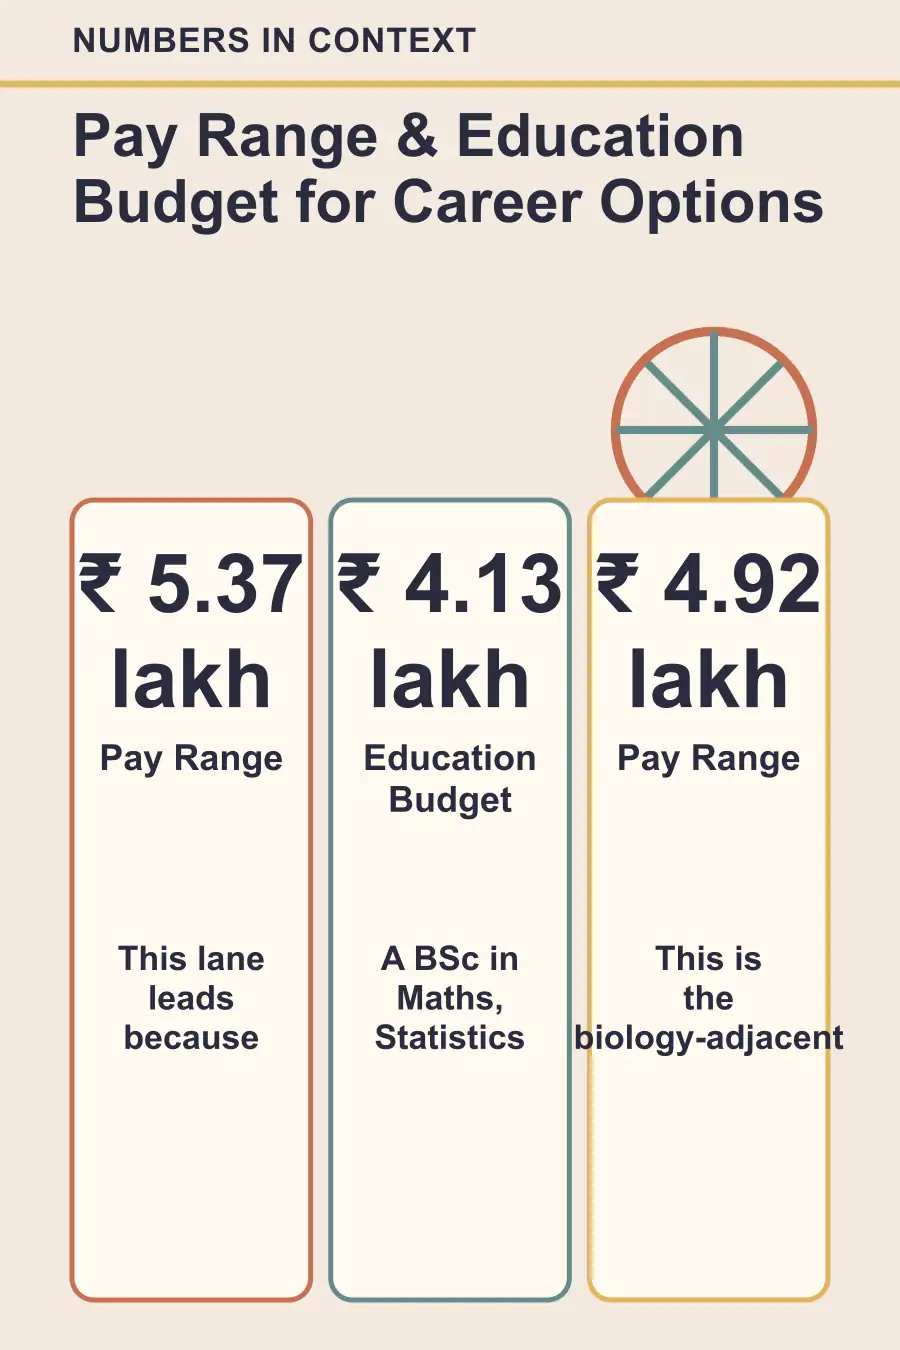 NUMBERS IN CONTEXT
Pay Range & Education
Budget for Career Options
₹ 5.37
lakh
Pay Range
This lane
leads
because
₹ 4.13
lakh
Education
Budget
A BSc in
Maths,
Statistics
₹ 4.92
lakh
Pay Range
This is
the
biology-adjacent